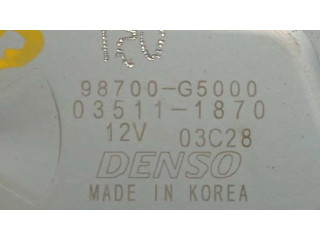 98700-G5000
03511-1870
12V 03C28
DENSO
MADE IN KOREA